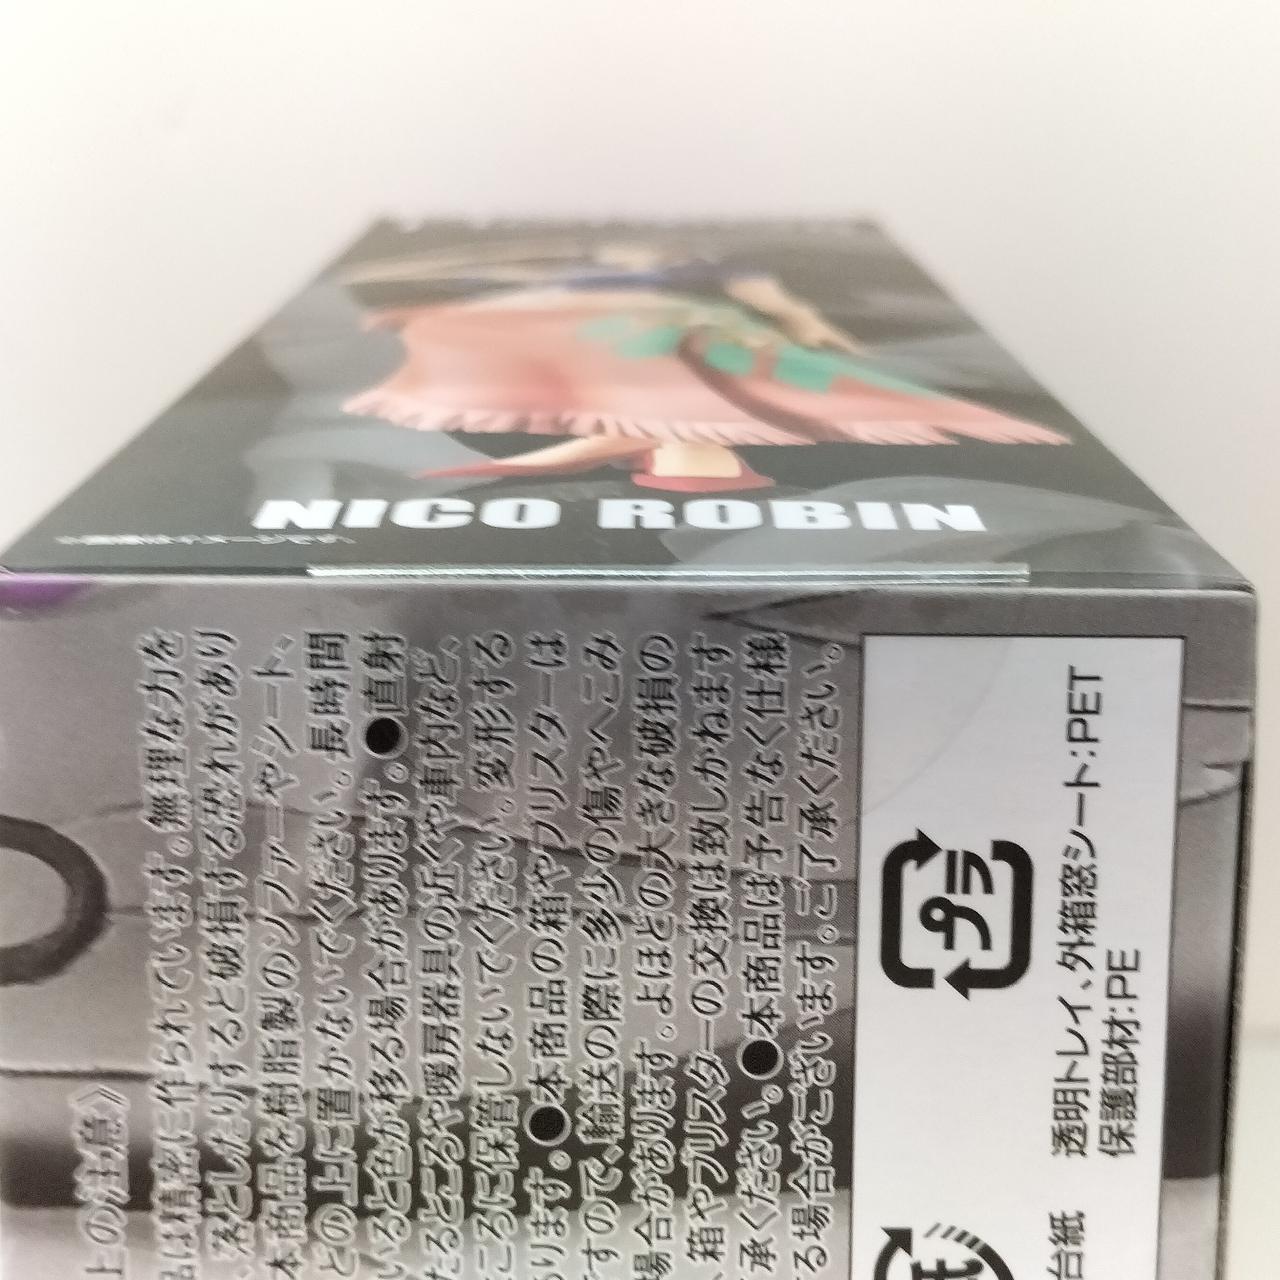 NICO ROBIN
※画像はイメージです。
上の注意》
品は精密に作られています。無理な力を
、落としたりすると破損する恐れがあり
本商品を樹脂製のソファーやシート、
どの上に置かないでください。長時間
いると色が移る場合があります。●直射
たるところや暖房器具の近くや車内など、
ころに保管しないでください。変形する
ります。●本商品の箱やブリスターは
すので、輸送の際に多少の傷やへこみ
場合があります。よほどの大きな破損の
、箱やブリスターの交換は致しかねます
承ください。●本商品は予告なく仕様
る場合がございます。ご了承ください。
プラ
透明トレイ、外箱窓シート:PET
保護部材:PE
紙
台紙